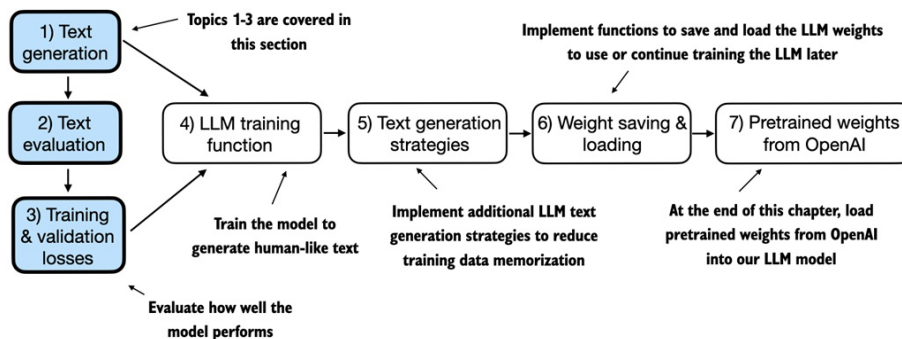 1) Text
generation
Topics 1-3 are covered in
this section
2) Text
evaluation
3) Training
& validation
losses
Evaluate how well the
model performs
4) LLM training
function
Train the model to
generate human-like text
5) Text generation
strategies
Implement additional LLM text
generation strategies to reduce
training data memorization
Implement functions to save and load the LLM weights
to use or continue training the LLM later
6) Weight saving &
loading
7) Pretrained weights
from OpenAI
At the end of this chapter, load
pretrained weights from OpenAI
into our LLM model